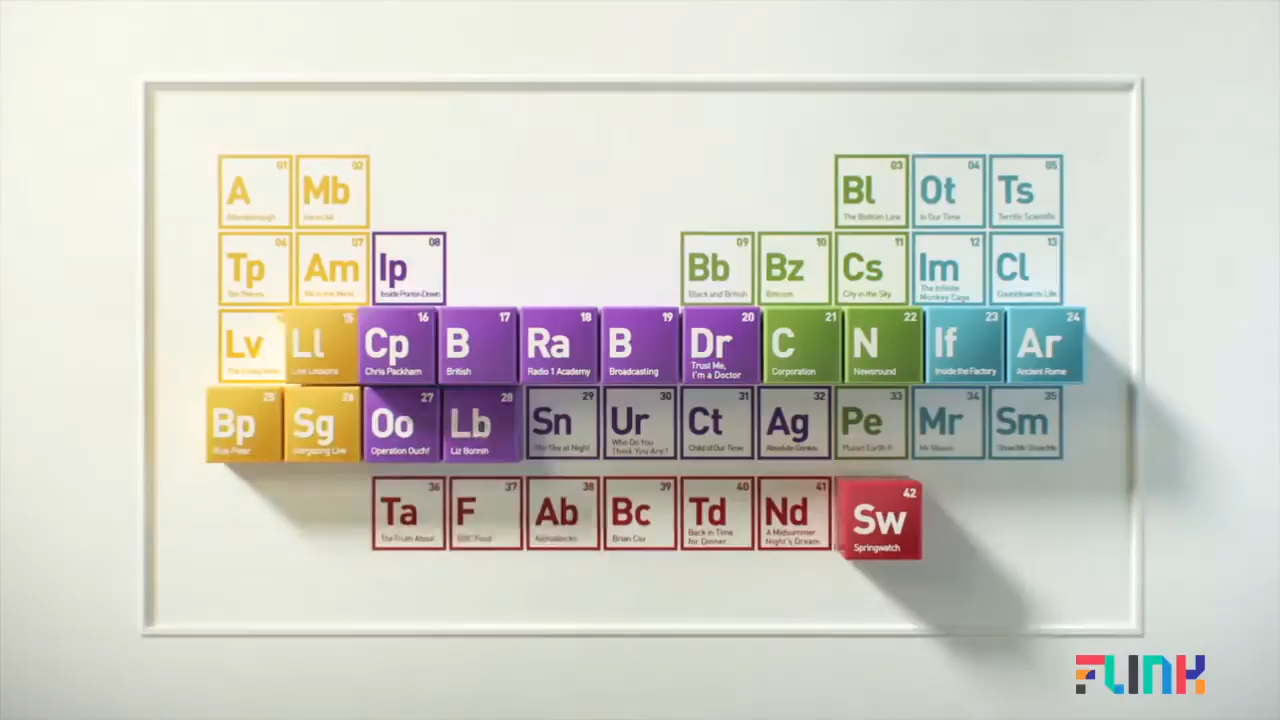 01
A
Attenborough
02
Mb
03
Bl
The Bottom Line
04
Ot
In Our Time
05
Ts
Terrific Scientific
06
Tp
Six Pieces
07
Am
08
Ip
Inside Porton Down
09
Bb
Black and British
10
Bz
Bitesize
11
Cs
City in the Sky
12
Im
The Infinite
Monkey Cage
13
Cl
Countdown to Life
Lv
15
Ll
Live Lessons
16
Cp
Chris Packham
17
B
British
18
Ra
Radio 1 Academy
19
B
Broadcasting
20
Dr
Trust Me,
I'm a Doctor
21
C
Corporation
22
N
Newsround
23
If
Inside the Factory
24
Ar
Ancient Rome
25
Bp
Blue Peter
26
Sg
Stargazing Live
27
Oo
Operation Ouch!
28
Lb
Liz Bonnin
29
Sn
The Sky at Night
30
Ur
Who Do You
Think You Are?
31
Ct
Child of Our Time
32
Ag
Absolute Genius
33
Pe
Planet Earth II
34
Mr
Mr Bloom
35
Sm
Show Me Show Me
36
Ta
The Truth About
37
F
BBC Food
38
Ab
Alphablocks
39
Bc
Brian Cox
40
Td
Back in Time
for Dinner
41
Nd
A Midsummer
Night's Dream
42
Sw
Springwatch
FLINK